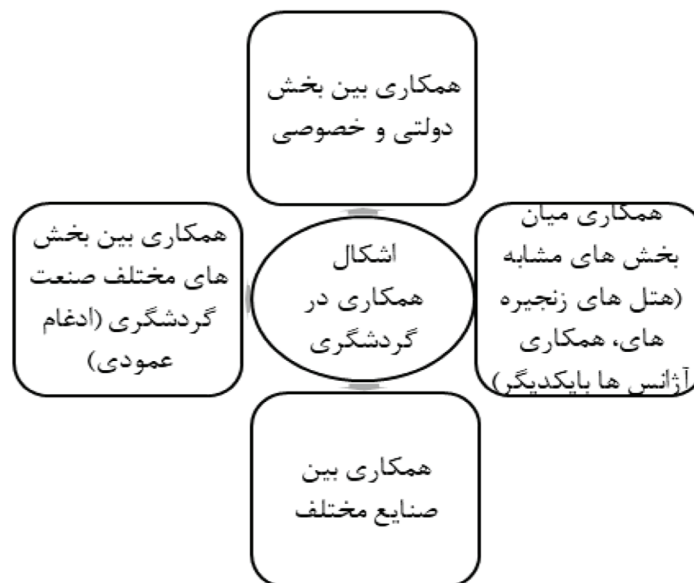 همکاری بین بخش
دولتی و خصوصی
همکاری میان
بخش های مشابه
(هتل های زنجیره
های، همکاری
آژانس ها بایکدیگر)
اشکال
همکاری در
گردشگری
همکاری بین بخش
های مختلف صنعت
گردشگری (ادغام
عمودی)
همکاری بین
صنایع مختلف